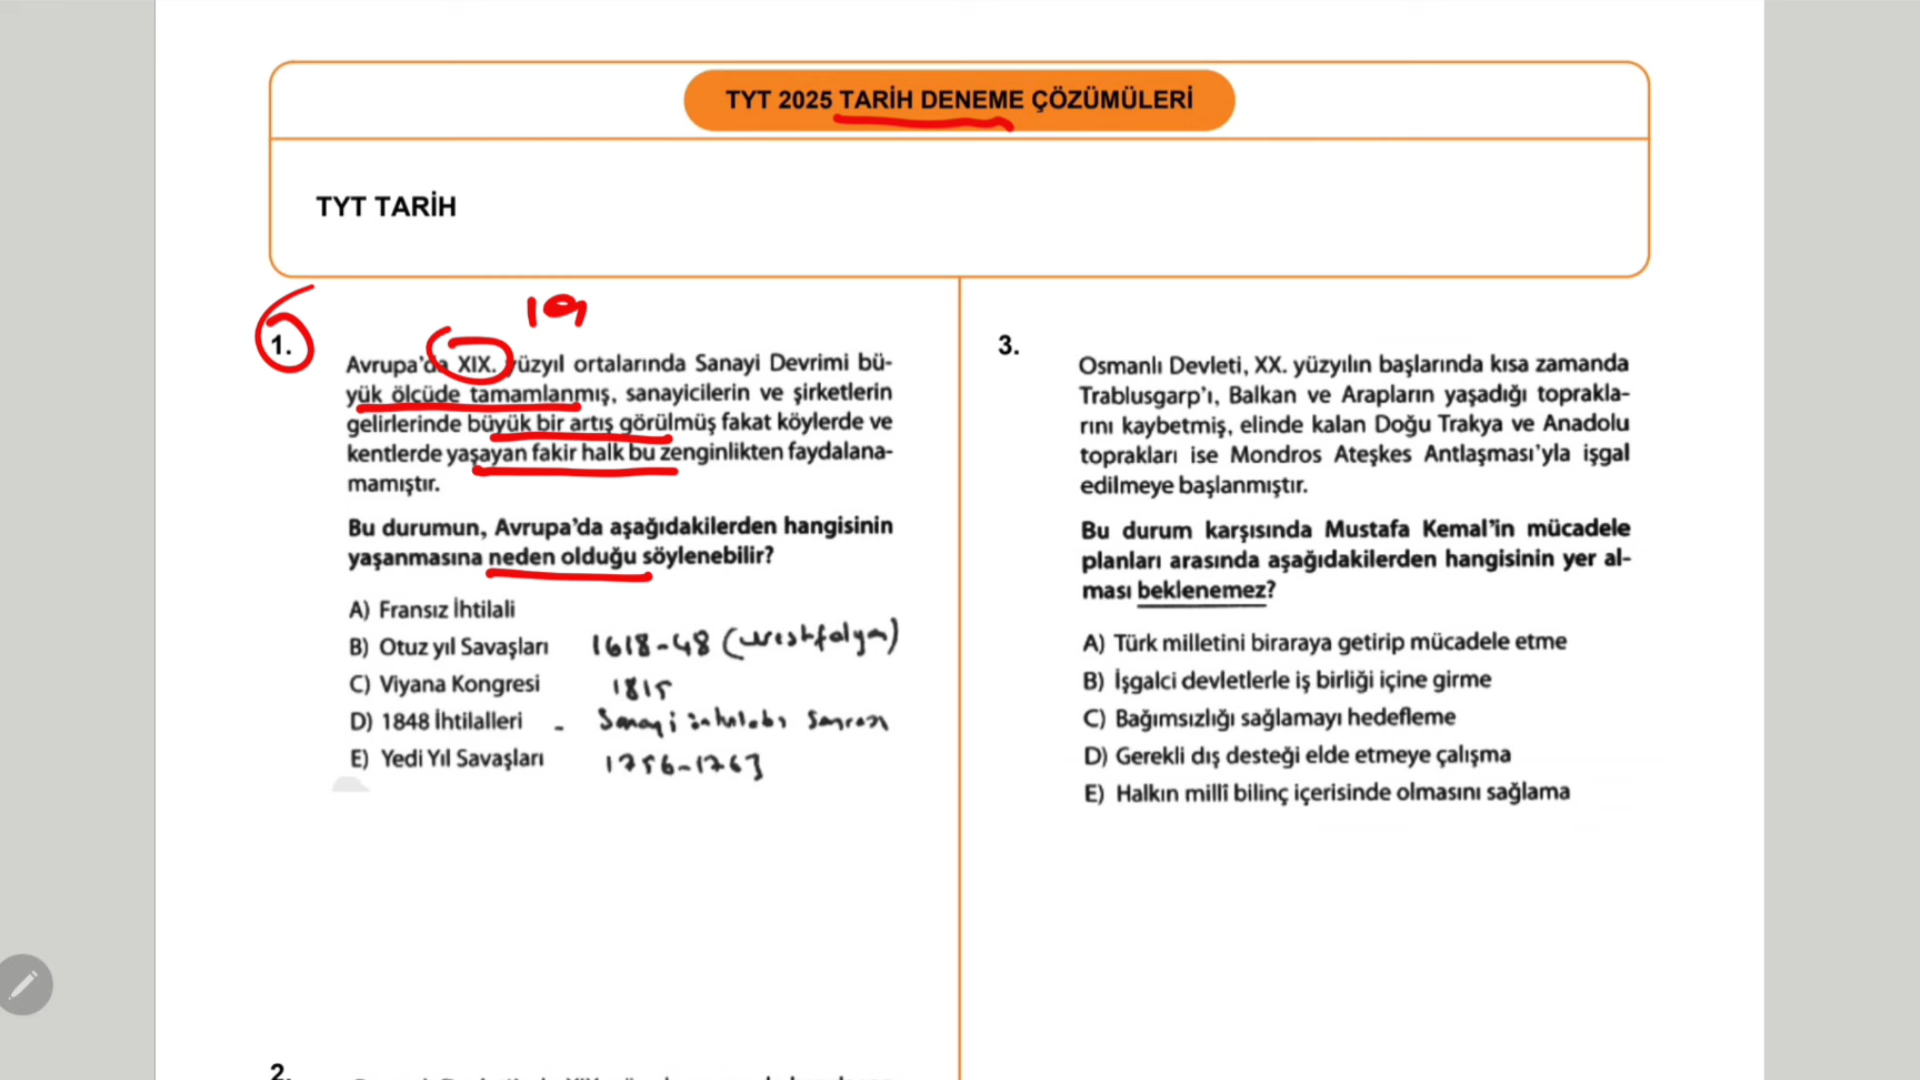 TYT 2025 TARİH DENEME ÇÖZÜMÜLERİ
TYT TARİH
19
1.
Avrupa'da XIX. yüzyıl ortalarında Sanayi Devrimi bü-
yük ölçüde tamamlanmış, sanayicilerin ve şirketlerin
gelirlerinde büyük bir artış görülmüş fakat köylerde ve
kentlerde yaşayan fakir halk bu zenginlikten faydalana-
mamıştır.
Bu durumun, Avrupa'da aşağıdakilerden hangisinin
yaşanmasına neden olduğu söylenebilir?
A) Fransız İhtilali
B) Otuz yıl Savaşları 1618-48 (westfalya)
C) Viyana Kongresi 1815
D) 1848 İhtilalleri - Sanayi inkılabı sonrası
E) Yedi Yıl Savaşları 1756-1763
2.
3.
Osmanlı Devleti, XX. yüzyılın başlarında kısa zamanda
Trablusgarp'ı, Balkan ve Arapların yaşadığı toprakla-
rını kaybetmiş, elinde kalan Doğu Trakya ve Anadolu
toprakları ise Mondros Ateşkes Antlaşması'yla işgal
edilmeye başlanmıştır.
Bu durum karşısında Mustafa Kemal'in mücadele
planları arasında aşağıdakilerden hangisinin yer al-
ması beklenemez?
A) Türk milletini biraraya getirip mücadele etme
B) İşgalci devletlerle iş birliği içine girme
C) Bağımsızlığı sağlamayı hedefleme
D) Gerekli dış desteği elde etmeye çalışma
E) Halkın millî bilinç içerisinde olmasını sağlama